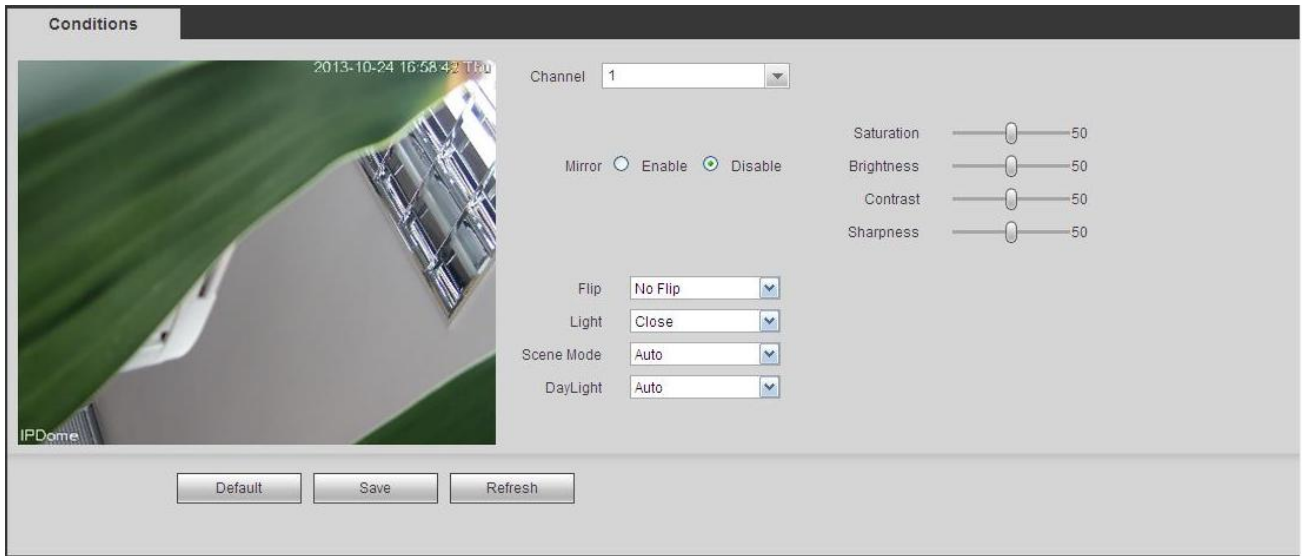 Conditions
2013-10-24 16:58:42 Thu
IPDome
Channel 1
Mirror Enable Disable
Saturation 50
Brightness 50
Contrast 50
Sharpness 50
Flip No Flip
Light Close
Scene Mode Auto
DayLight Auto
Default Save Refresh